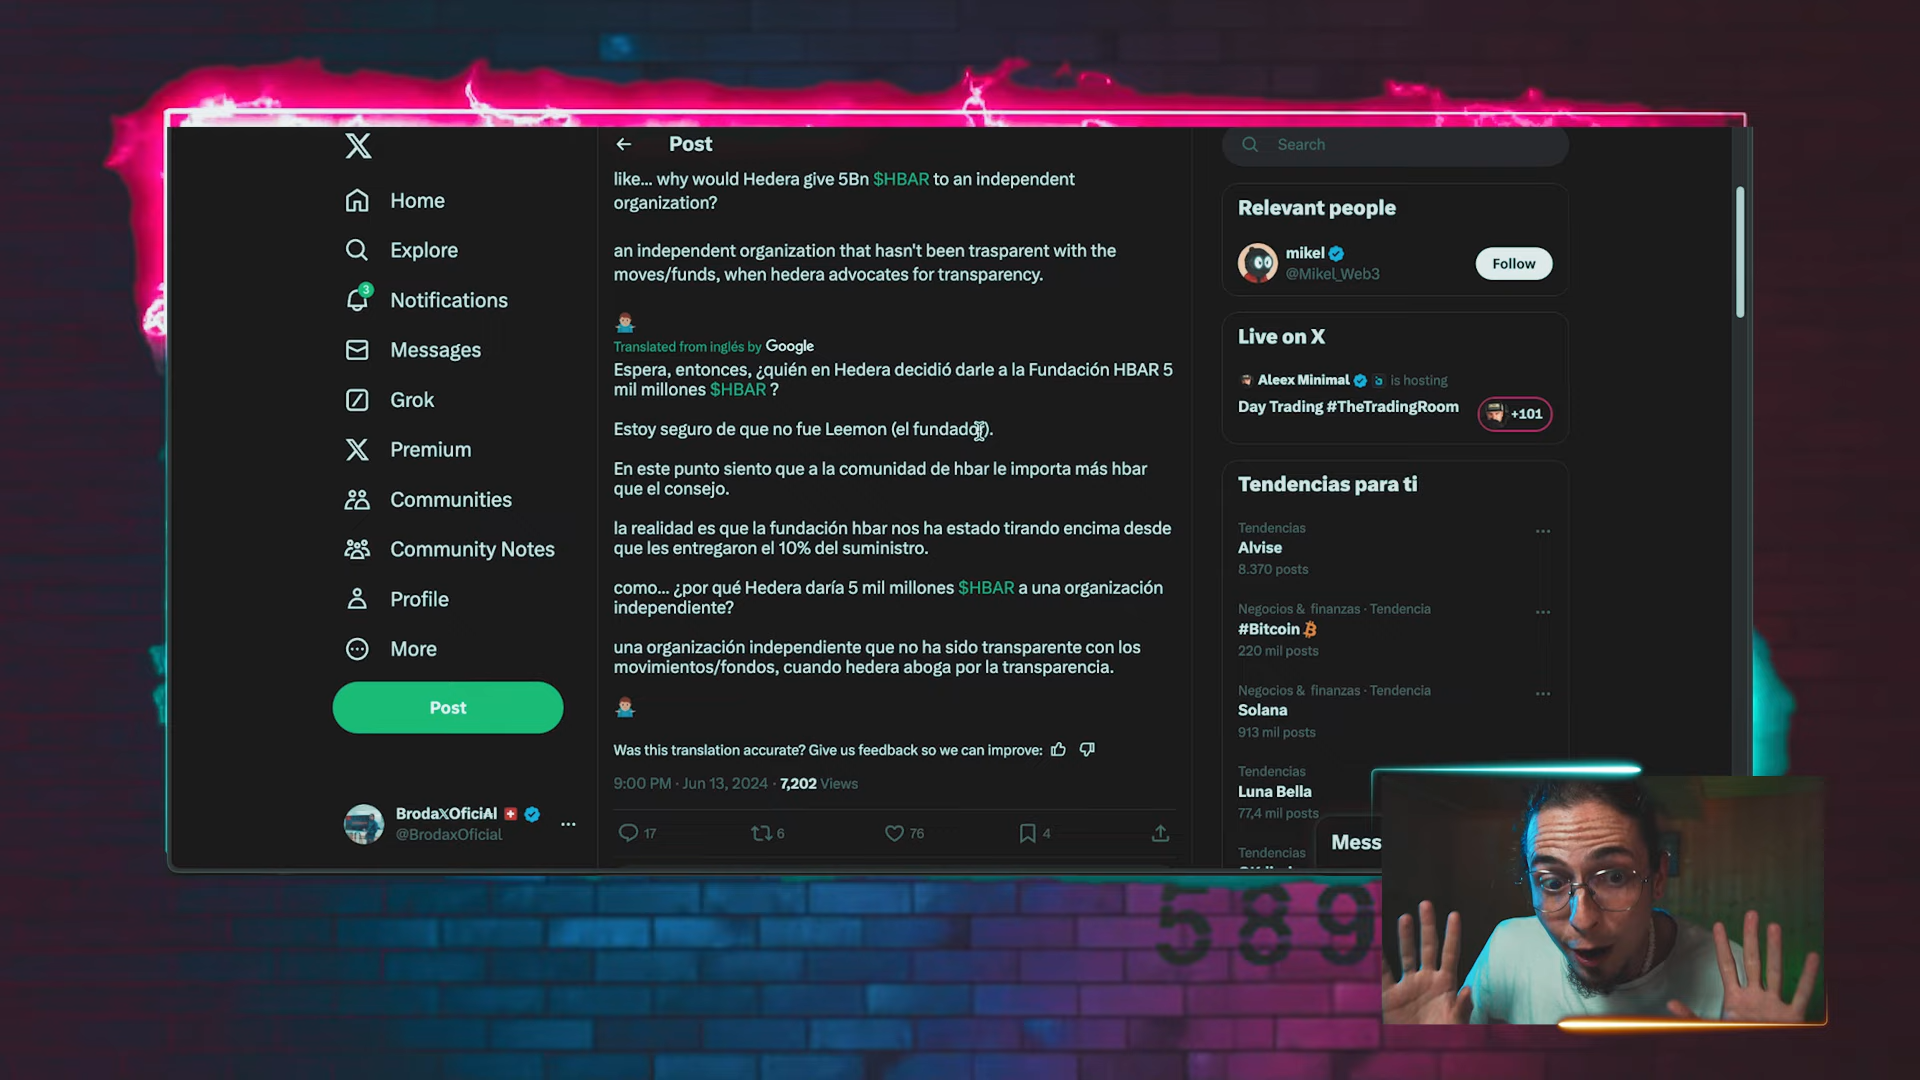 Home
Explore
3
Notifications
Messages
Grok
Premium
Communities
Community Notes
Profile
More
Post
BrodaXOficiAl
@BrodaxOficial
Post
like... why would Hedera give 5Bn $HBAR to an independent
organization?
an independent organization that hasn't been trasparent with the
moves/funds, when hedera advocates for transparency.
Translated from inglés by Google
Espera, entonces, ¿quién en Hedera decidió darle a la Fundación HBAR 5
mil millones $HBAR ?
Estoy seguro de que no fue Leemon (el fundador).
En este punto siento que a la comunidad de hbar le importa más hbar
que el consejo.
la realidad es que la fundación hbar nos ha estado tirando encima desde
que les entregaron el 10% del suministro.
como... ¿por qué Hedera daría 5 mil millones $HBAR a una organización
independiente?
una organización independiente que no ha sido transparente con los
movimientos/fondos, cuando hedera aboga por la transparencia.
Was this translation accurate? Give us feedback so we can improve:
9:00 PM · Jun 13, 2024 · 7,202 Views
17
6
76
4
Search
Relevant people
mikel
@Mikel_Web3
Follow
Live on X
Aleex Minimal is hosting
Day Trading #TheTradingRoom
+101
Tendencias para ti
Tendencias
Alvise
8.370 posts
Negocios & finanzas · Tendencia
#Bitcoin
220 mil posts
Negocios & finanzas · Tendencia
Solana
913 mil posts
Tendencias
Luna Bella
77,4 mil posts
Tendencias
Mess
589